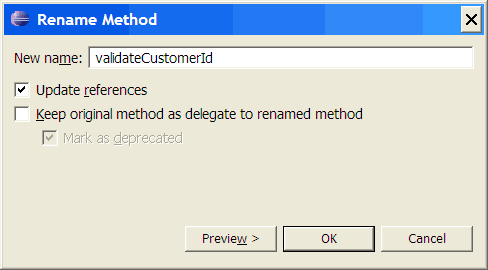 Rename Method
New name: validateCustomerId
Update references
Keep original method as delegate to renamed method
Mark as deprecated
Preview > OK Cancel